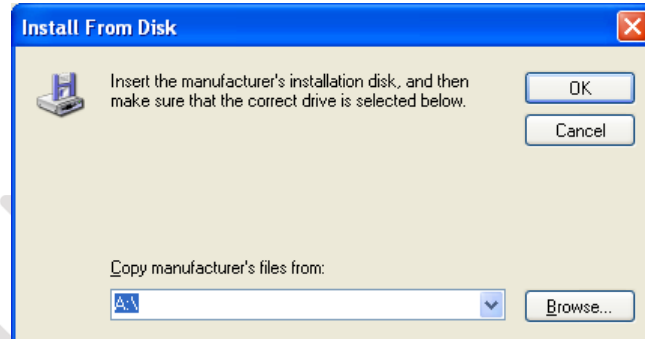 Install From Disk
Insert the manufacturer's installation disk, and then
make sure that the correct drive is selected below.
OK
Cancel
Copy manufacturer's files from:
A:\
Browse...